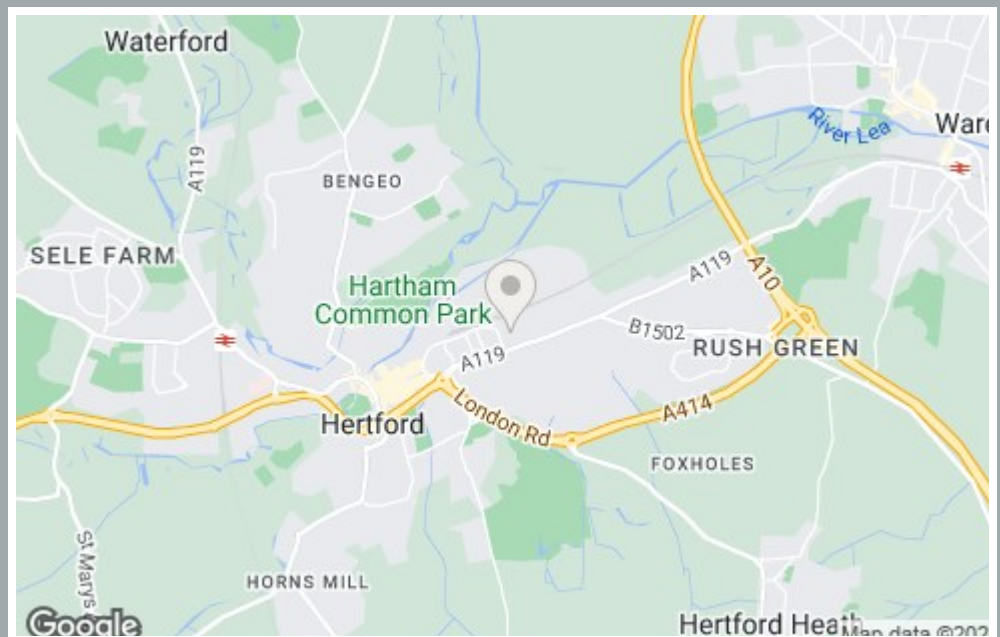 Waterford
A119
River Lea
Ware
BENGEO
SELE FARM
A119
A10
Hartham
Common Park
B1502
RUSH GREEN
A119
London Rd
A414
Hertford
FOXHOLES
St Marys
HORNS MILL
Hertford Heath
Google
Map data ©202